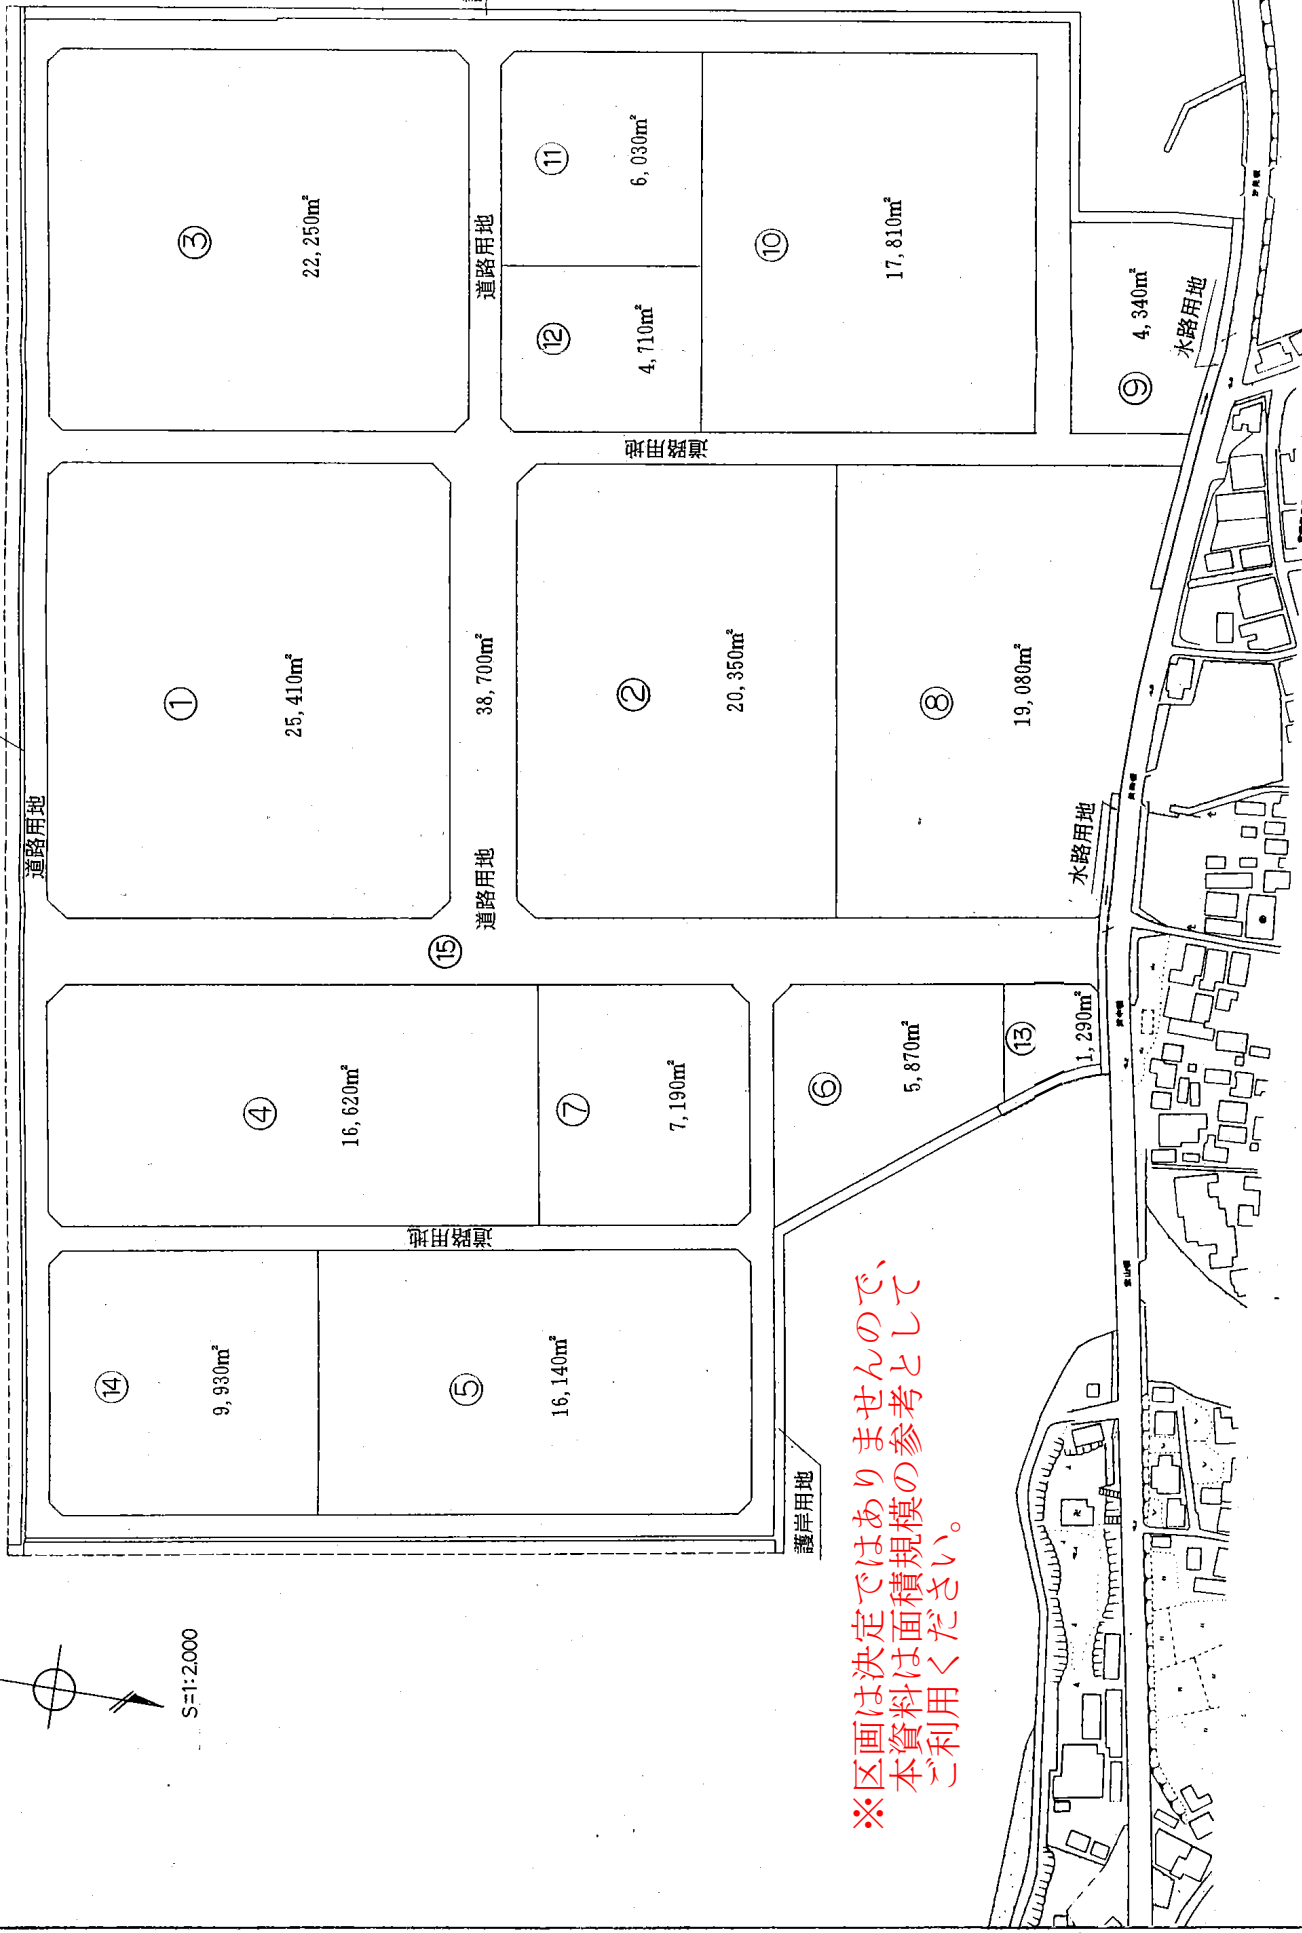 道路用地
①
25,410m²
③
22,250m²
④
16,620m²
⑭
9,930m²
⑤
16,140m²
道路用地
⑦
7,190m²
⑮
道路用地
38,700m²
道路用地
②
20,350m²
⑧
19,080m²
道路用地
⑪
6,030m²
⑫
4,710m²
⑩
17,810m²
⑨
4,340m²
水路用地
水路用地
⑥
5,870m²
⑬
1,290m²
護岸用地
S=1:2,000
※区画は決定ではありませんので、
本資料は面積規模の参考として
ご利用ください。